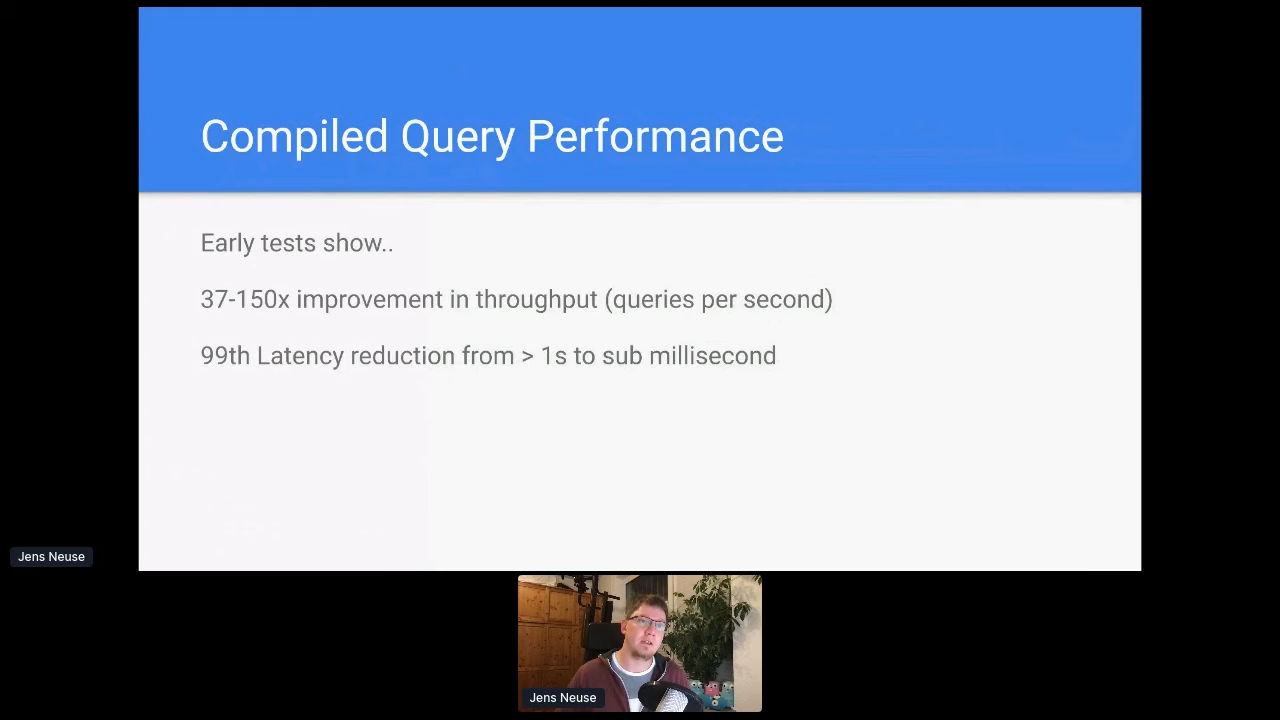 Compiled Query Performance
Early tests show..
37-150x improvement in throughput (queries per second)
99th Latency reduction from > 1s to sub millisecond
Jens Neuse
Jens Neuse